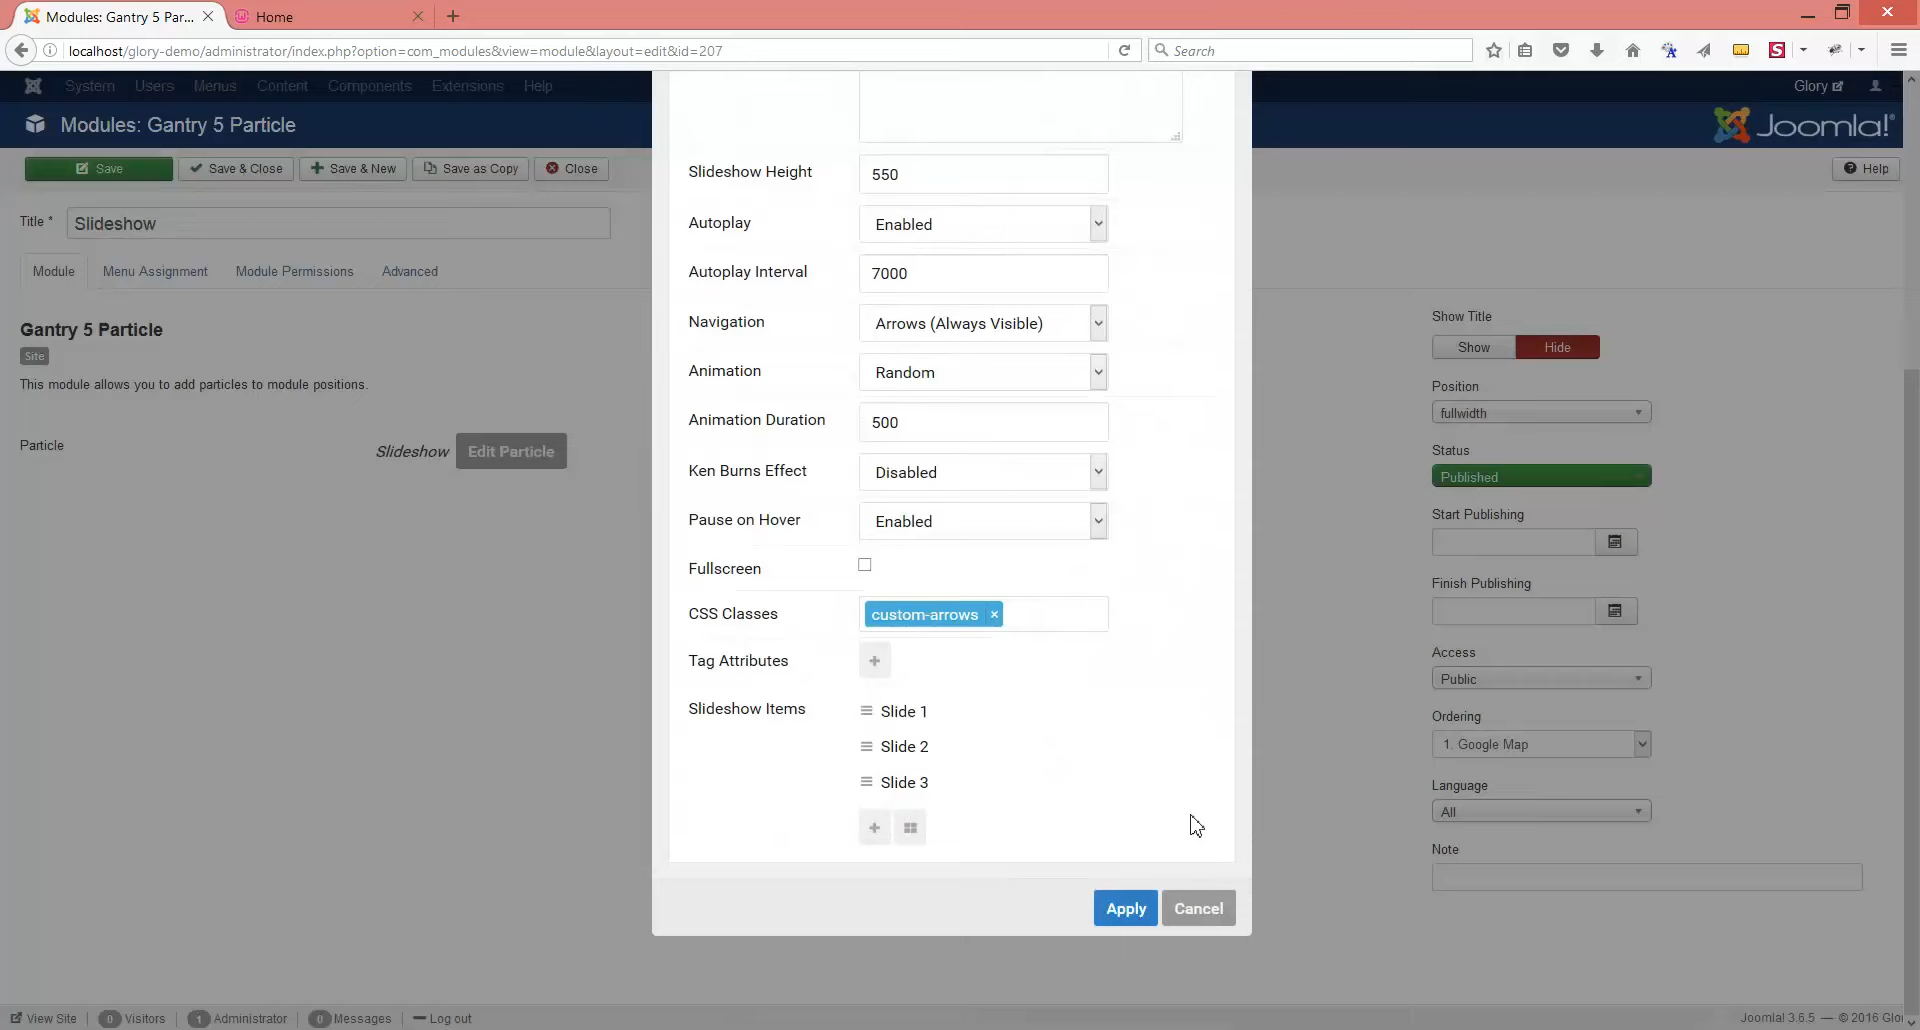 Modules: Gantry 5 Par...
Home
localhost/glory-demo/administrator/index.php?option=com_modules&view=module&layout=edit&id=207
Search
System Users Menus Content Components Extensions Help
Glory
Modules: Gantry 5 Particle
Joomla!®
Save
Save & Close
Save & New
Save as Copy
Close
Help
Title *
Slideshow
Module
Menu Assignment
Module Permissions
Advanced
Gantry 5 Particle
Site
This module allows you to add particles to module positions.
Particle
Slideshow
Edit Particle
Slideshow Height
550
Autoplay
Enabled
Autoplay Interval
7000
Navigation
Arrows (Always Visible)
Animation
Random
Animation Duration
500
Ken Burns Effect
Disabled
Pause on Hover
Enabled
Fullscreen
CSS Classes
custom-arrows ×
Tag Attributes
Slideshow Items
Slide 1
Slide 2
Slide 3
Apply
Cancel
Show Title
Show
Hide
Position
fullwidth
Status
Published
Start Publishing
Finish Publishing
Access
Public
Ordering
1. Google Map
Language
All
Note
View Site
0 Visitors
1 Administrator
0 Messages
Log out
Joomla! 3.6.5 — © 2016 Glor